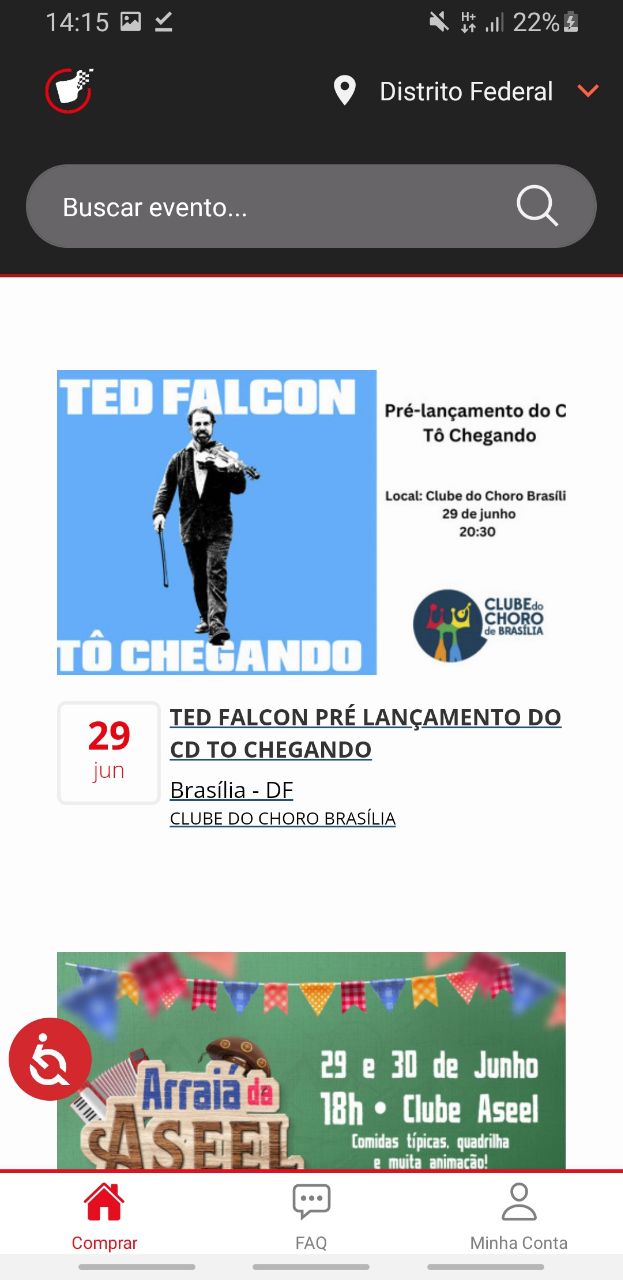 14:15
H+
22%
Distrito Federal
Buscar evento...
TED FALCON
TÔ CHEGANDO
Pré-lançamento do C
Tô Chegando
Local: Clube do Choro Brasíli
29 de junho
20:30
CLUBE do
CHORO
de BRASÍLIA
29
jun
TED FALCON PRÉ LANÇAMENTO DO
CD TO CHEGANDO
Brasília - DF
CLUBE DO CHORO BRASÍLIA
Arraiá da
ASEEL
29 e 30 de Junho
18h • Clube Aseel
Comidas típicas, quadrilha
e muita animação!
Comprar
FAQ
Minha Conta